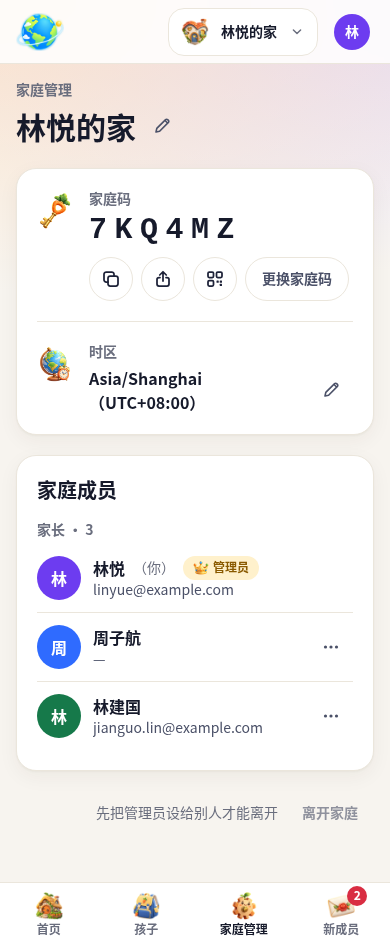 林悦的家
林
家庭管理
林悦的家
家庭码
7KQ4MZ
更换家庭码
时区
Asia/Shanghai
（UTC+08:00）
家庭成员
家长 • 3
林
林悦 （你） 管理员
linyue@example.com
周
周子航
—
林
林建国
jianguo.lin@example.com
先把管理员设给别人才能离开 离开家庭
2
首页 孩子 家庭管理 新成员